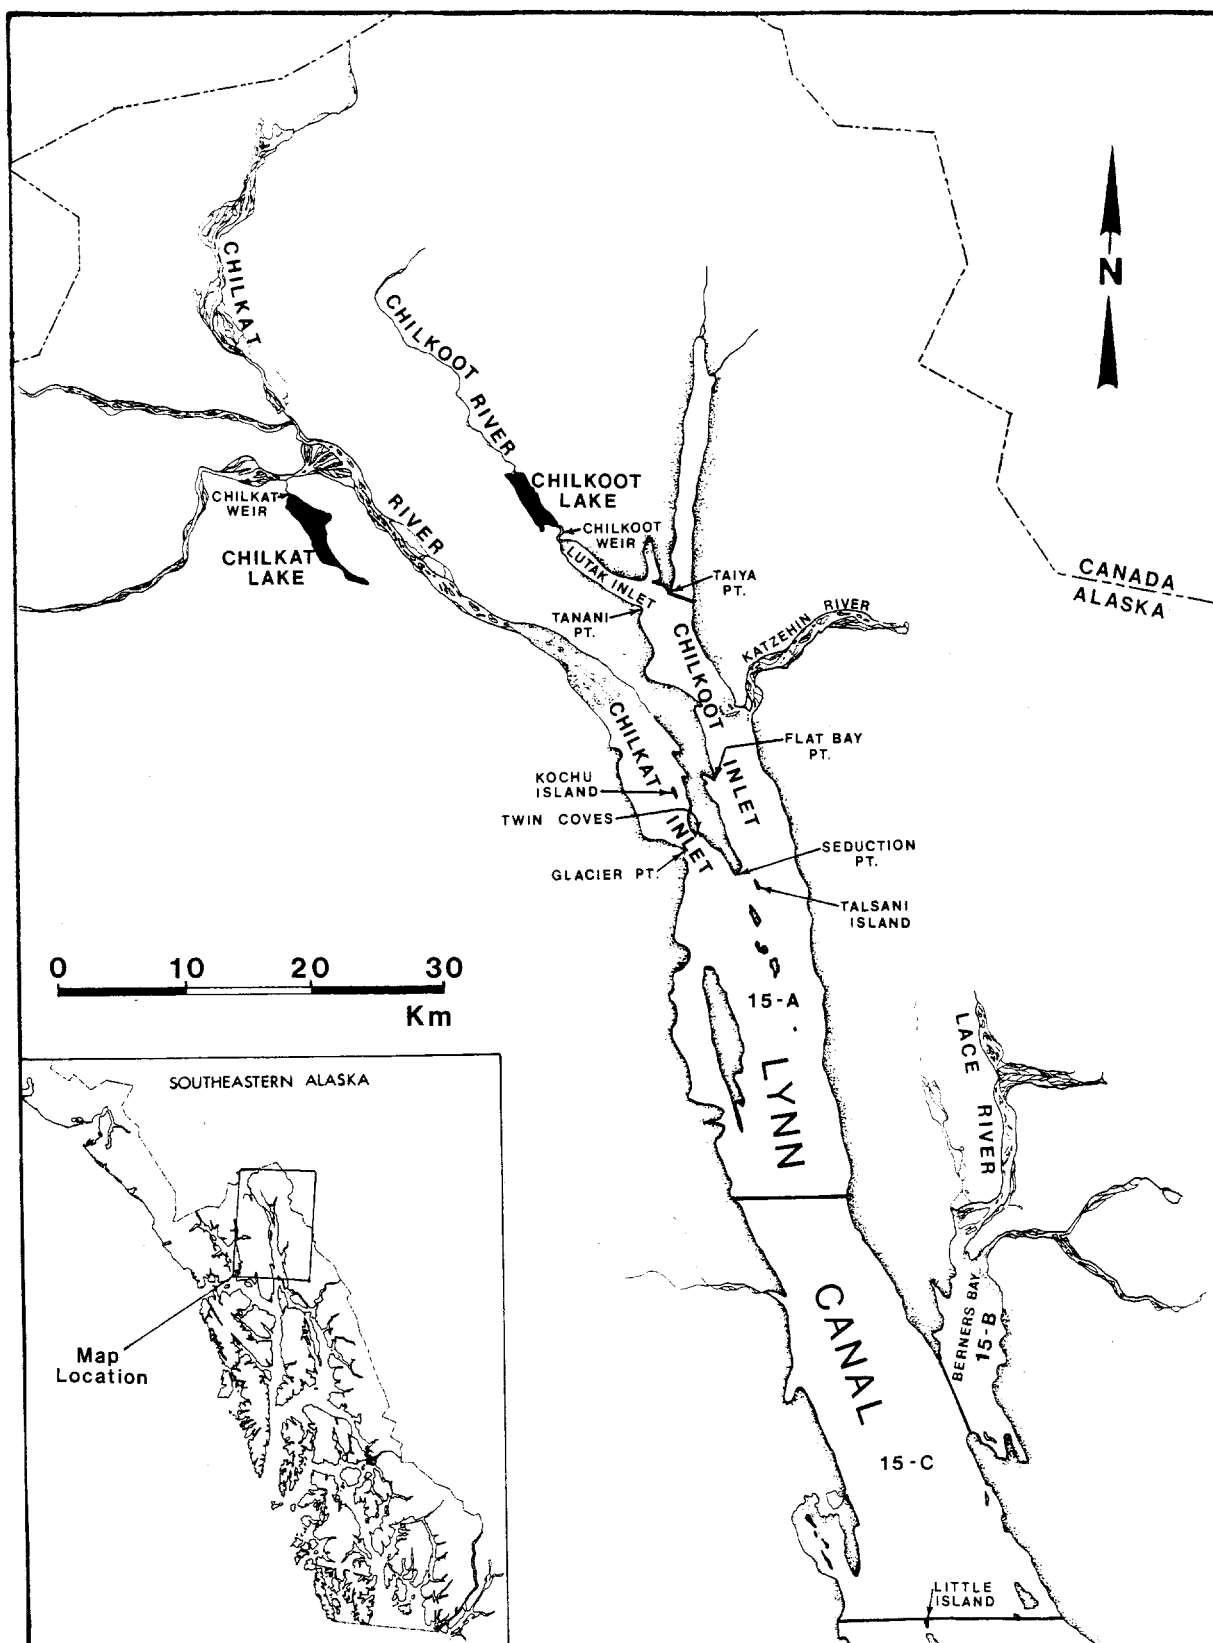 CHILKAT
RIVER
CHILKOOT RIVER
N
CHILKAT
WEIR
CHILKAT
LAKE
CHILKOOT
LAKE
CHILKOOT
WEIR
LUTAK INLET
TAIYA
PT.
TANANI
PT.
CANADA
ALASKA
KATZEHIN RIVER
CHILKOOT
INLET
CHILKAT
INLET
FLAT BAY
PT.
KOCHU
ISLAND
TWIN COVES
GLACIER PT.
SEDUCTION
PT.
TALSANI
ISLAND
0 10 20 30
Km
15-A
LYNN
CANAL
LACE
RIVER
BERNERS BAY
15-B
15-C
LITTLE
ISLAND
SOUTHEASTERN ALASKA
Map
Location